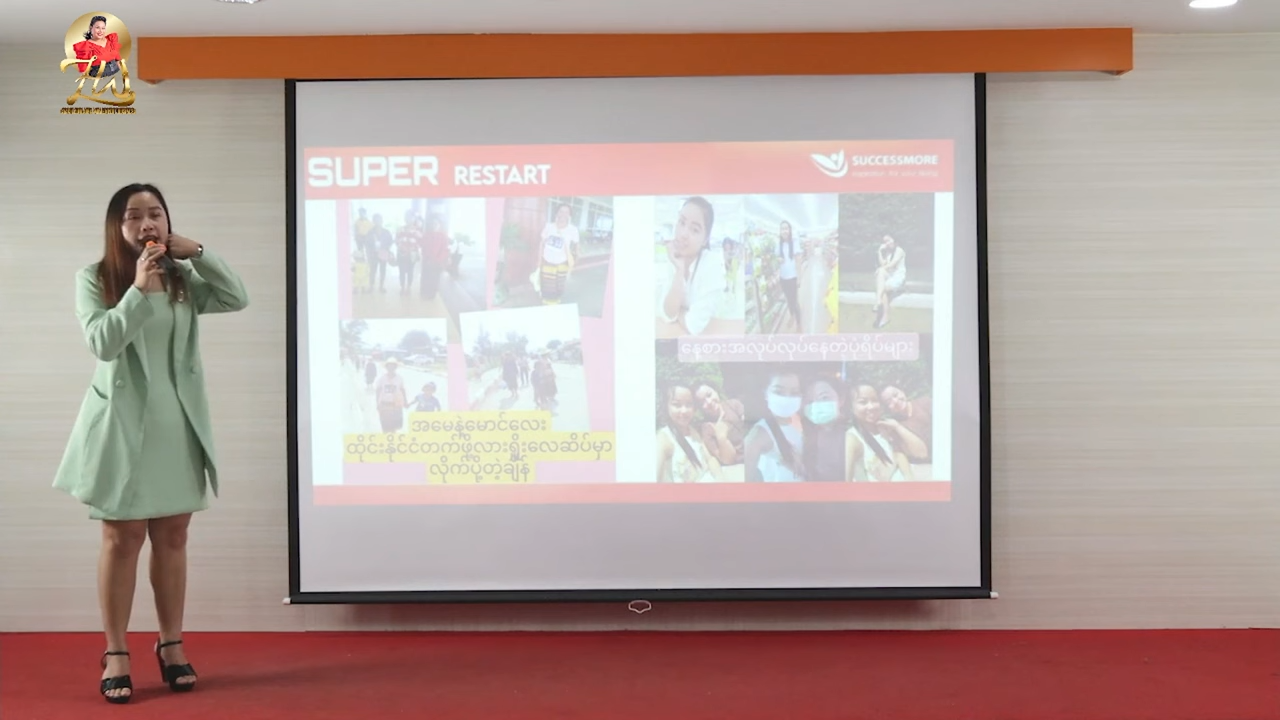 SUPER RESTART
SUCCESSMORE
နေစားအလုပ်လုပ်နေတဲ့ပုံရိပ်များ
အမေနဲ့မောင်လေး
ထိုင်းနိုင်ငံတက်ဖို့လားရှိုးလေဆိပ်မှာ
လိုက်ပို့တဲ့ချိန်